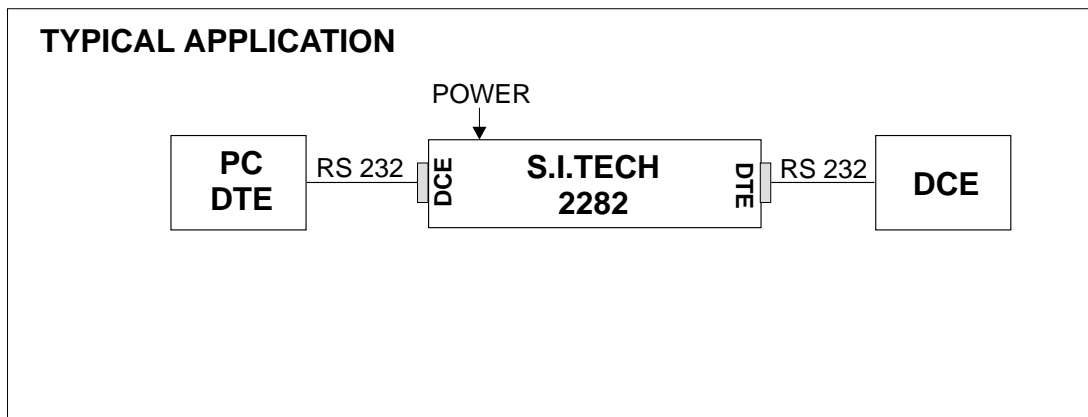 TYPICAL APPLICATION
POWER
PC
DTE
RS 232
DCE
S.I.TECH
2282
DTE
RS 232
DCE